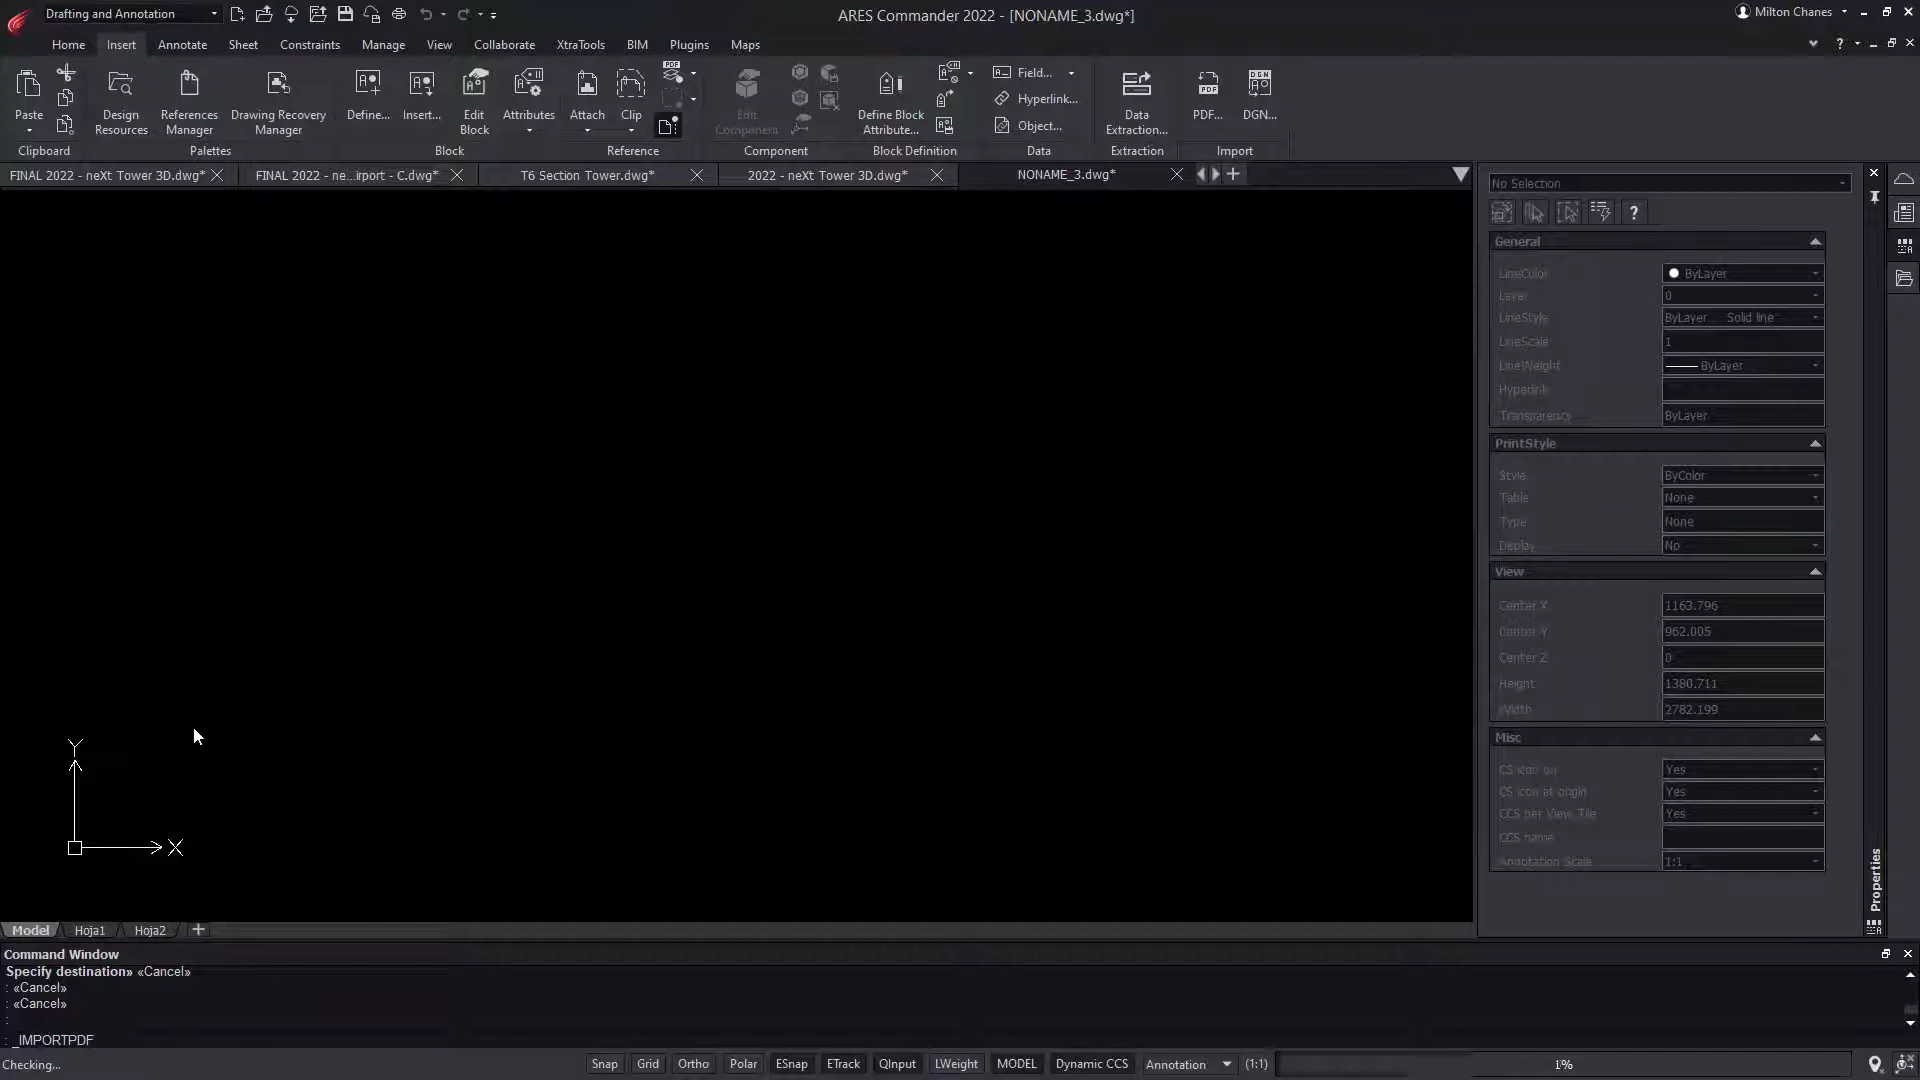 Drafting and Annotation
ARES Commander 2022 - [NONAME_3.dwg*]
Milton Chanes
Home Insert Annotate Sheet Constraints Manage View Collaborate XtraTools BIM Plugins Maps
Paste
Design Resources
References Manager
Drawing Recovery Manager
Define...
Insert...
Edit Block
Attributes
Attach
Clip
PDF
Edit Component
Define Block Attribute...
Field...
Hyperlink...
Object...
Data Extraction...
PDF...
DGN...
Clipboard Palettes Block Reference Component Block Definition Data Extraction Import
FINAL 2022 - neXt Tower 3D.dwg* FINAL 2022 - ne...irport - C.dwg* T6 Section Tower.dwg* 2022 - neXt Tower 3D.dwg* NONAME_3.dwg*
No Selection
General
LineColor ByLayer
Layer 0
LineStyle ByLayer Solid line
LineScale 1
LineWeight ByLayer
Hyperlink
Transparency ByLayer
PrintStyle
Style ByColor
Table None
Type None
Display No
View
Center X 1163.796
Center Y 962.005
Center Z 0
Height 1380.711
Width 2782.199
Misc
CS icon on Yes
CS icon at origin Yes
CCS per View Tile Yes
CCS name
Annotation Scale 1:1
Properties
Y
X
Model Hoja1 Hoja2
Command Window
Specify destination» «Cancel»
: «Cancel»
: «Cancel»
:
: _IMPORTPDF
Checking...
Snap Grid Ortho Polar ESnap ETrack QInput LWeight MODEL Dynamic CCS Annotation (1:1) 1%